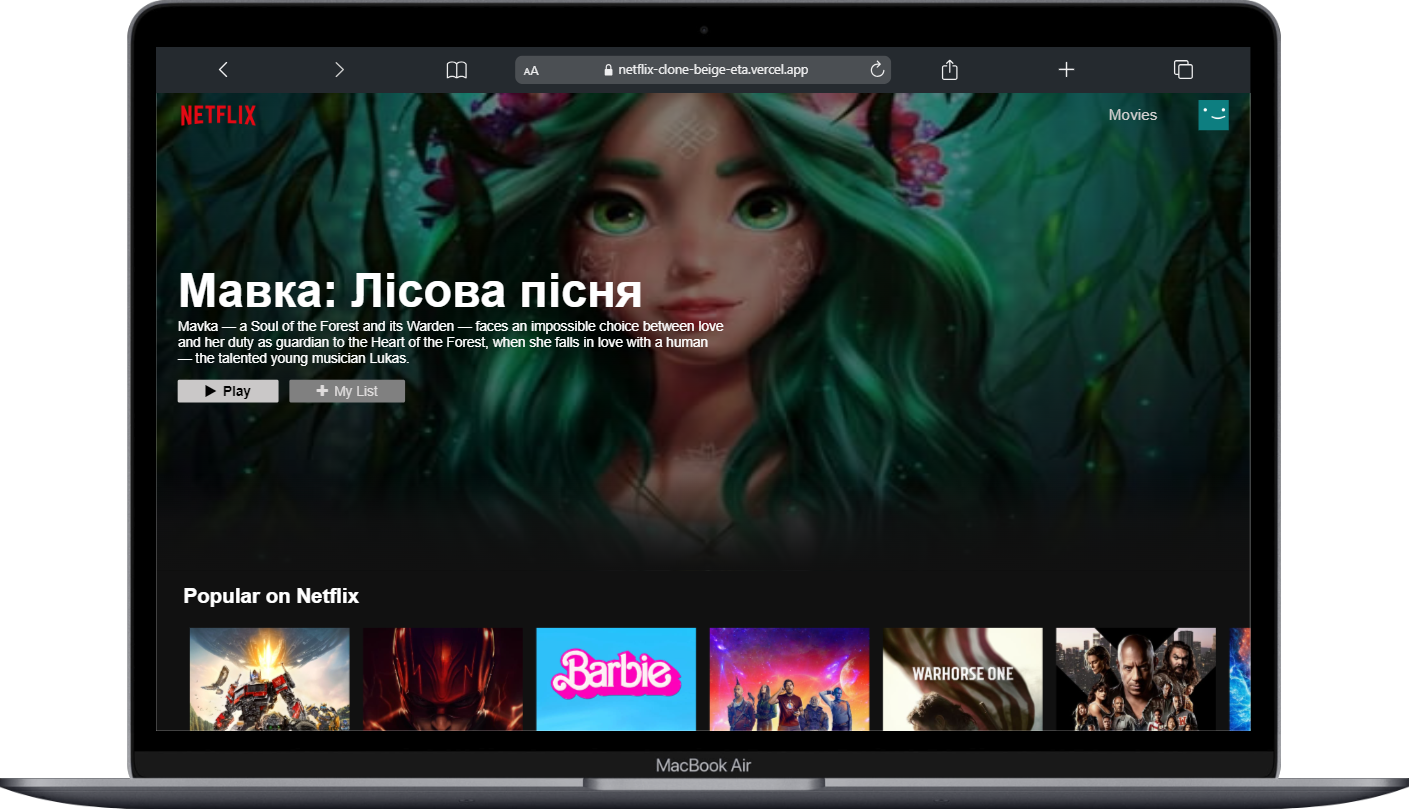 AA
netflix-clone-beige-eta.vercel.app
NETFLIX
Movies
Мавка: Лісова пісня
Mavka — a Soul of the Forest and its Warden — faces an impossible choice between love
and her duty as guardian to the Heart of the Forest, when she falls in love with a human
— the talented young musician Lukas.
Play
My List
Popular on Netflix
Barbie
WARHORSE ONE
MacBook Air